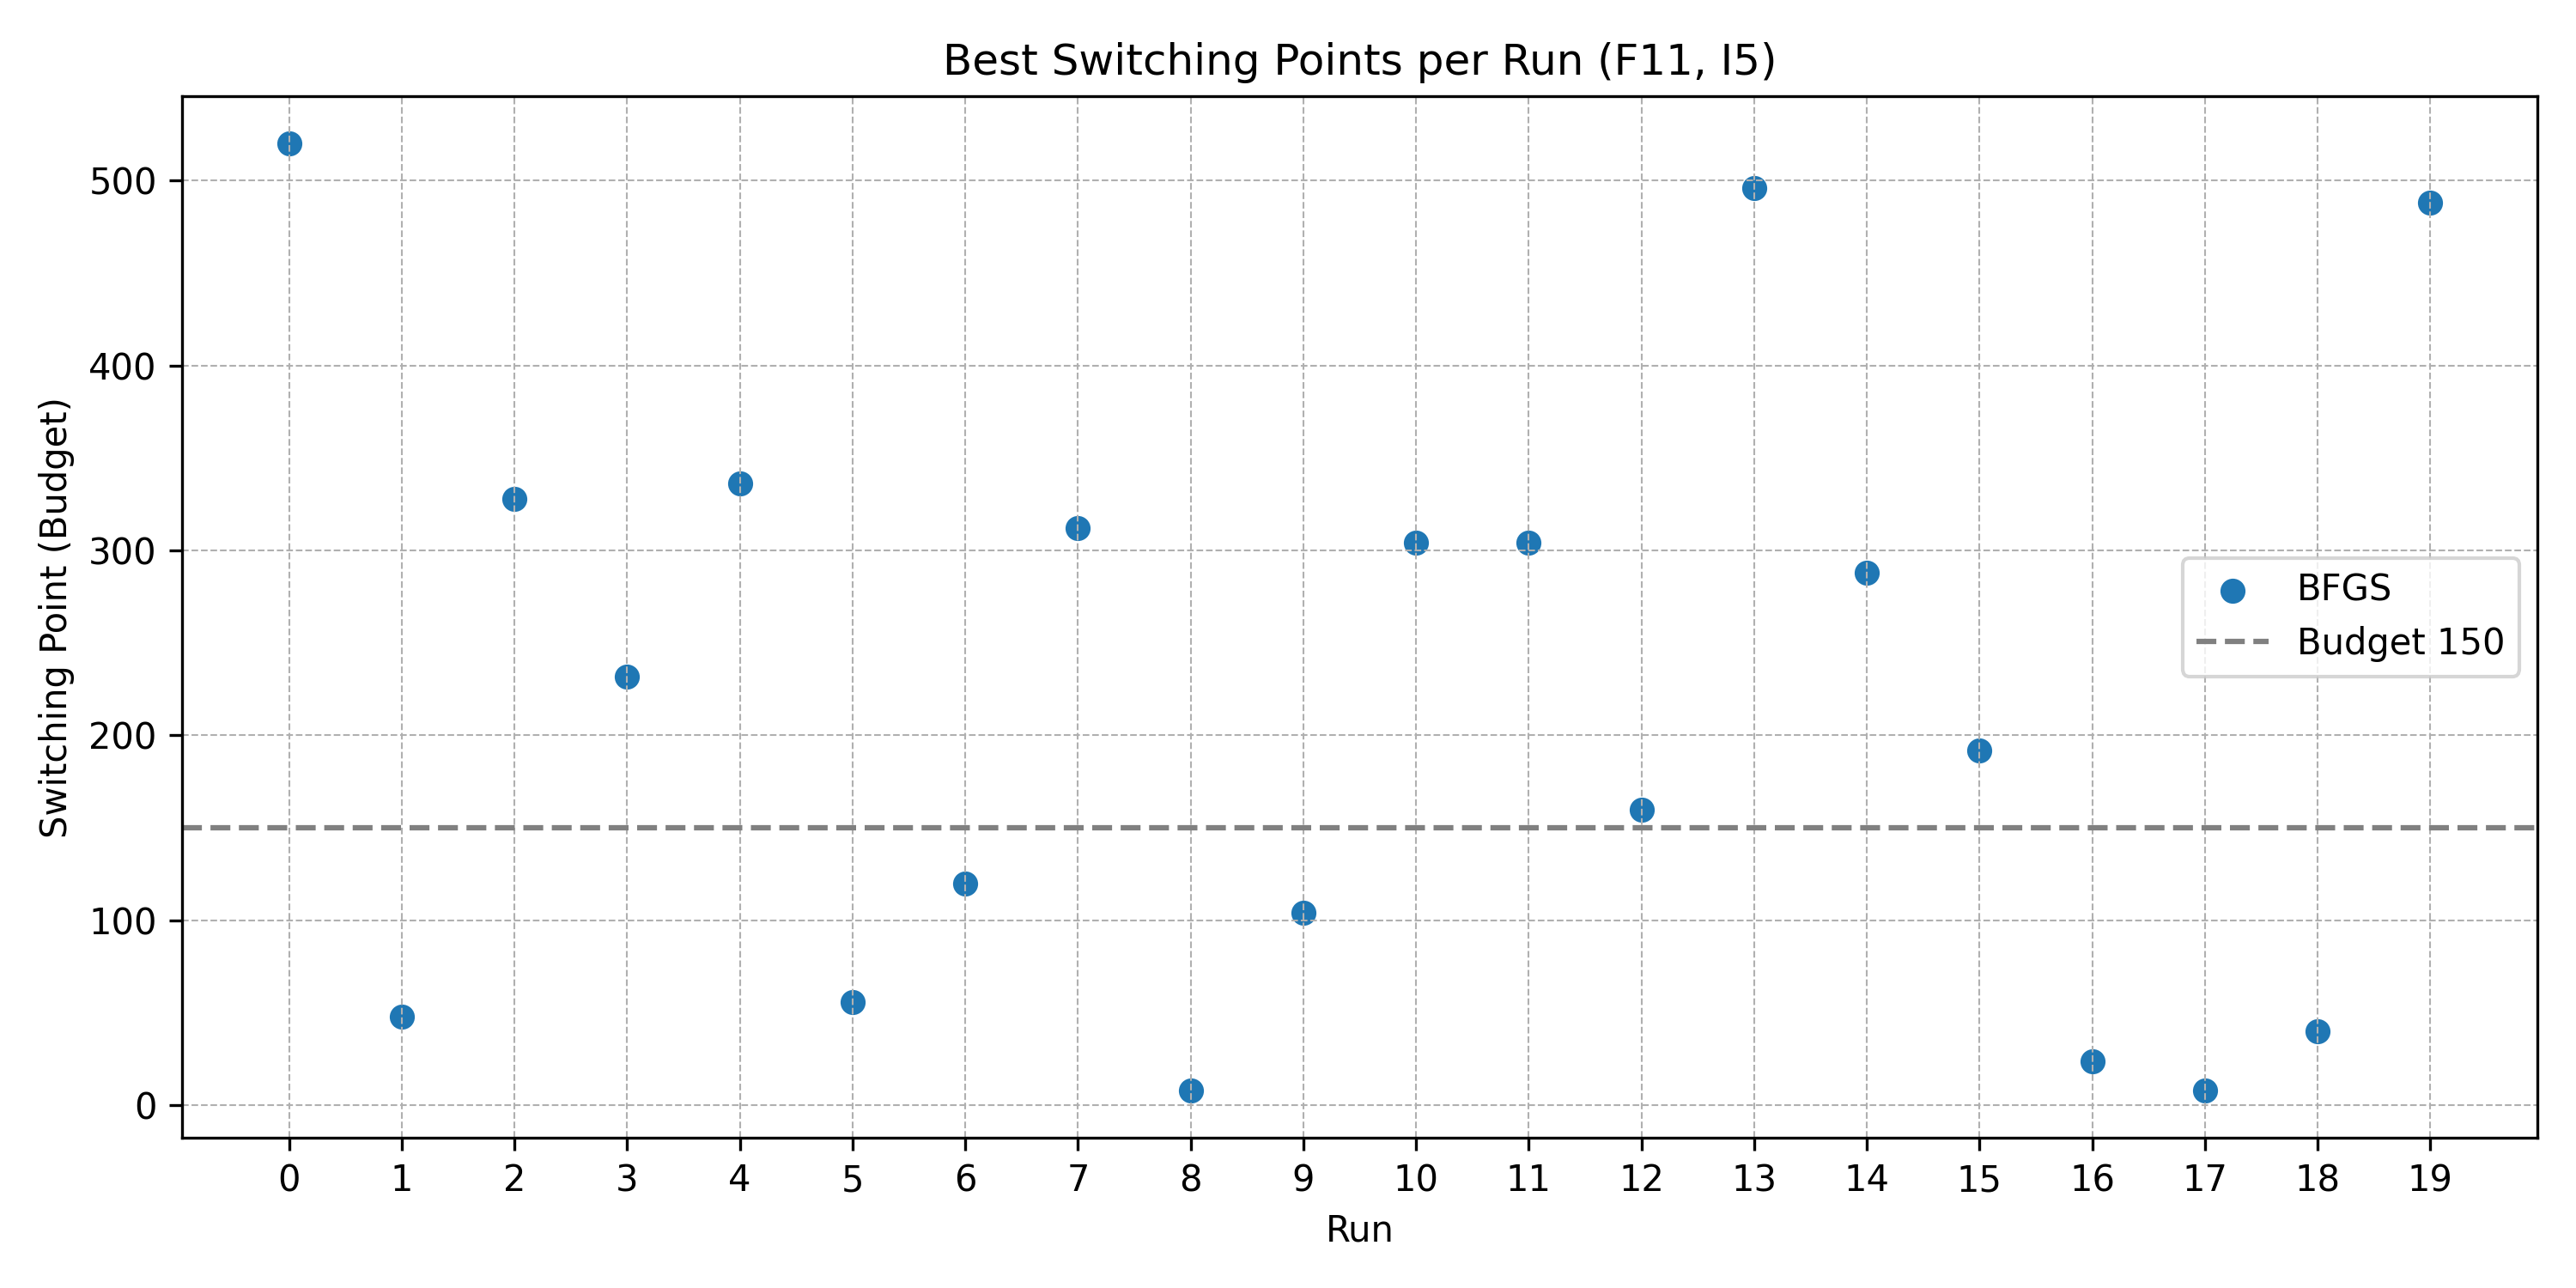 Best Switching Points per Run (F11, I5)
Switching Point (Budget)
500
400
300
200
100
0
BFGS
Budget 150
0 1 2 3 4 5 6 7 8 9 10 11 12 13 14 15 16 17 18 19
Run